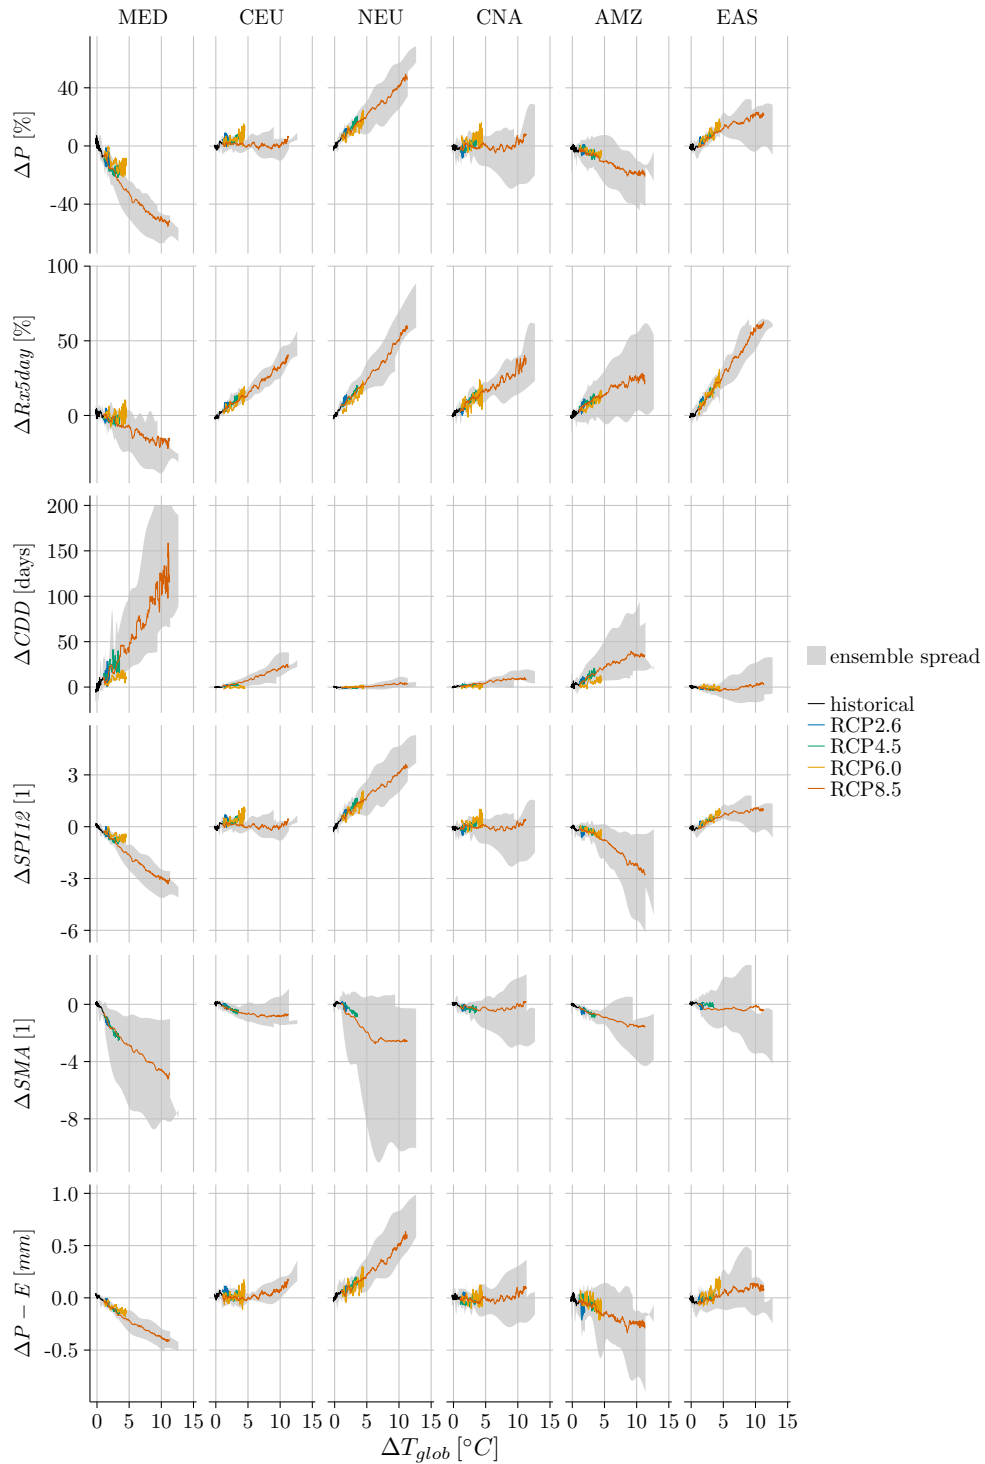 MED CEU NEU CNA AMZ EAS
ΔP [%]
40
0
-40
ΔRx5day [%]
100
50
0
ΔCDD [days]
200
150
100
50
0
ensemble spread
historical
RCP2.6
RCP4.5
RCP6.0
RCP8.5
ΔSPI12 [1]
3
0
-3
-6
ΔSMA [1]
0
-4
-8
ΔP − E [mm]
1.0
0.5
0.0
-0.5
0 5 10 15 0 5 10 15 0 5 10 15 0 5 10 15 0 5 10 15 0 5 10 15
ΔT_glob [°C]